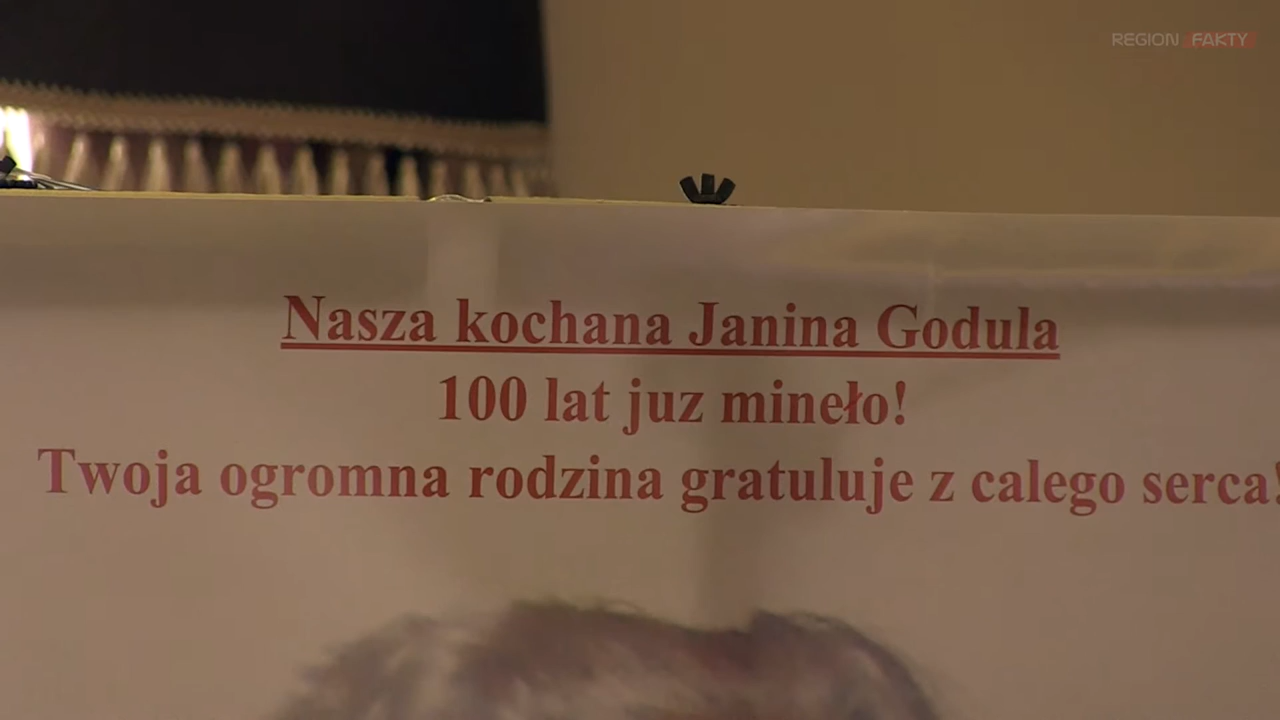 REGION FAKTY
Nasza kochana Janina Godula
100 lat juz mineło!
Twoja ogromna rodzina gratuluje z calego serca!